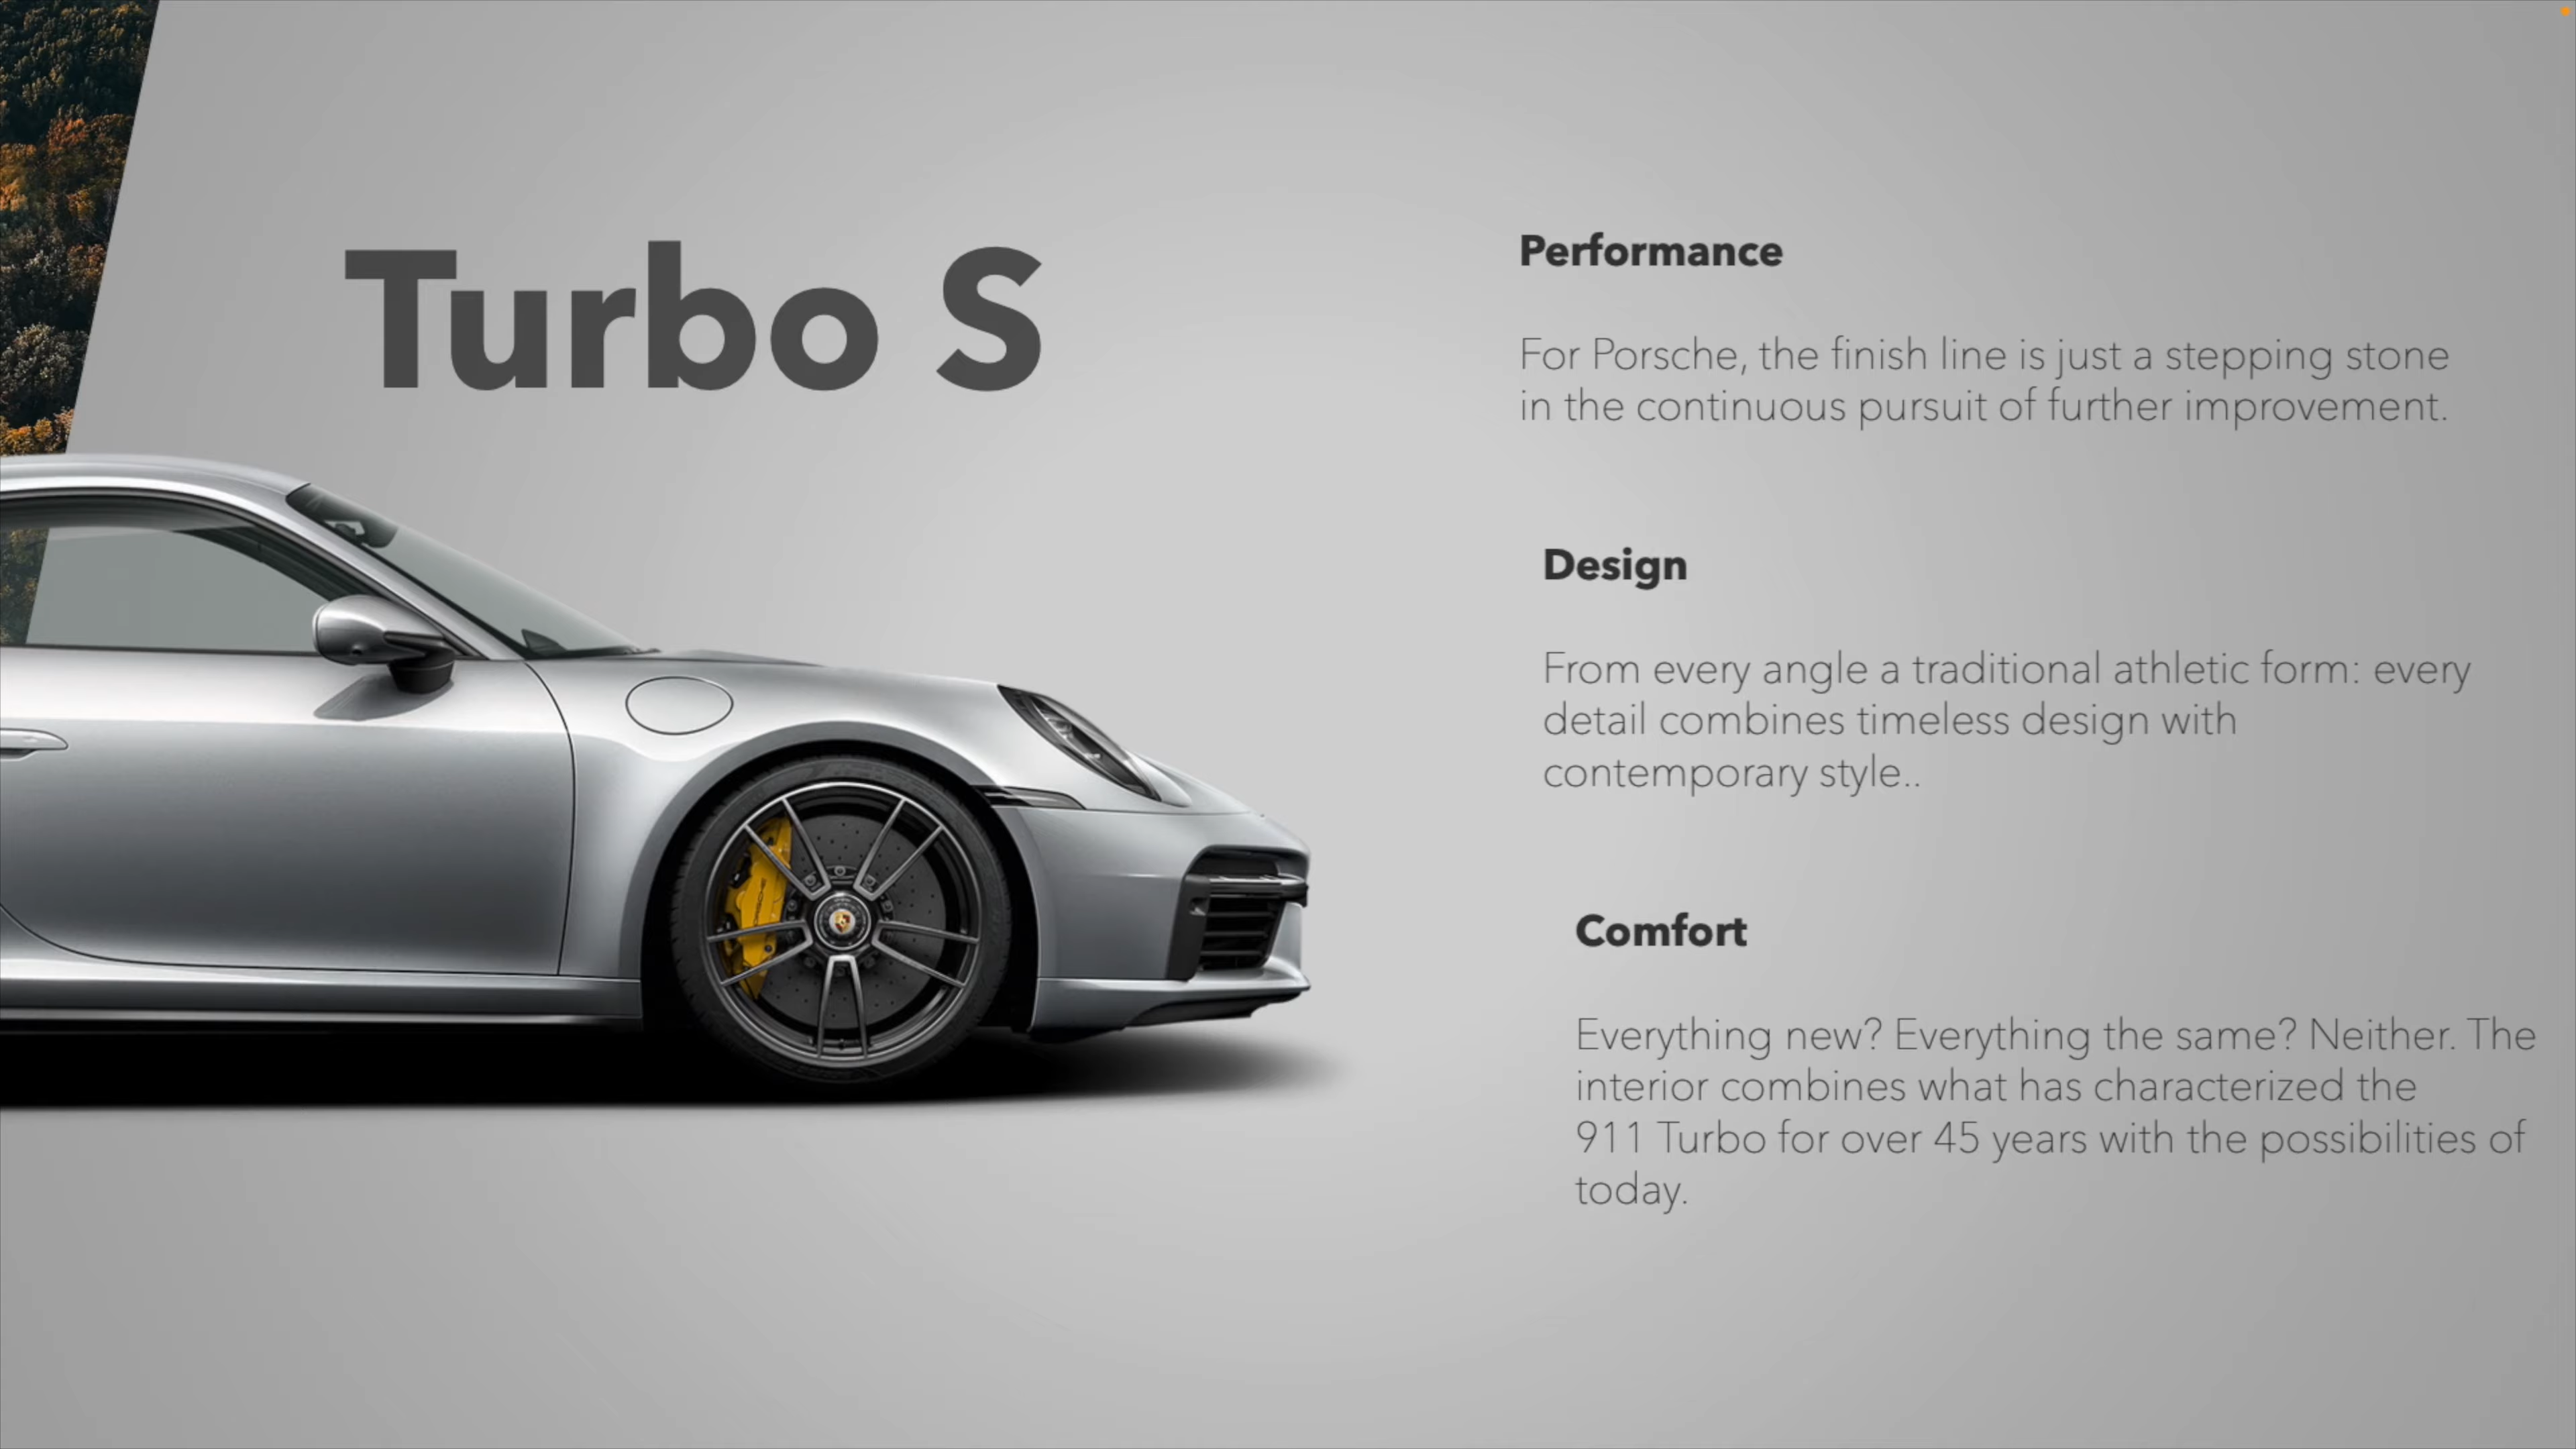 Turbo S
Performance
For Porsche, the finish line is just a stepping stone
in the continuous pursuit of further improvement.
Design
From every angle a traditional athletic form: every
detail combines timeless design with
contemporary style..
Comfort
Everything new? Everything the same? Neither. The
interior combines what has characterized the
911 Turbo for over 45 years with the possibilities of
today.
PORSCHE